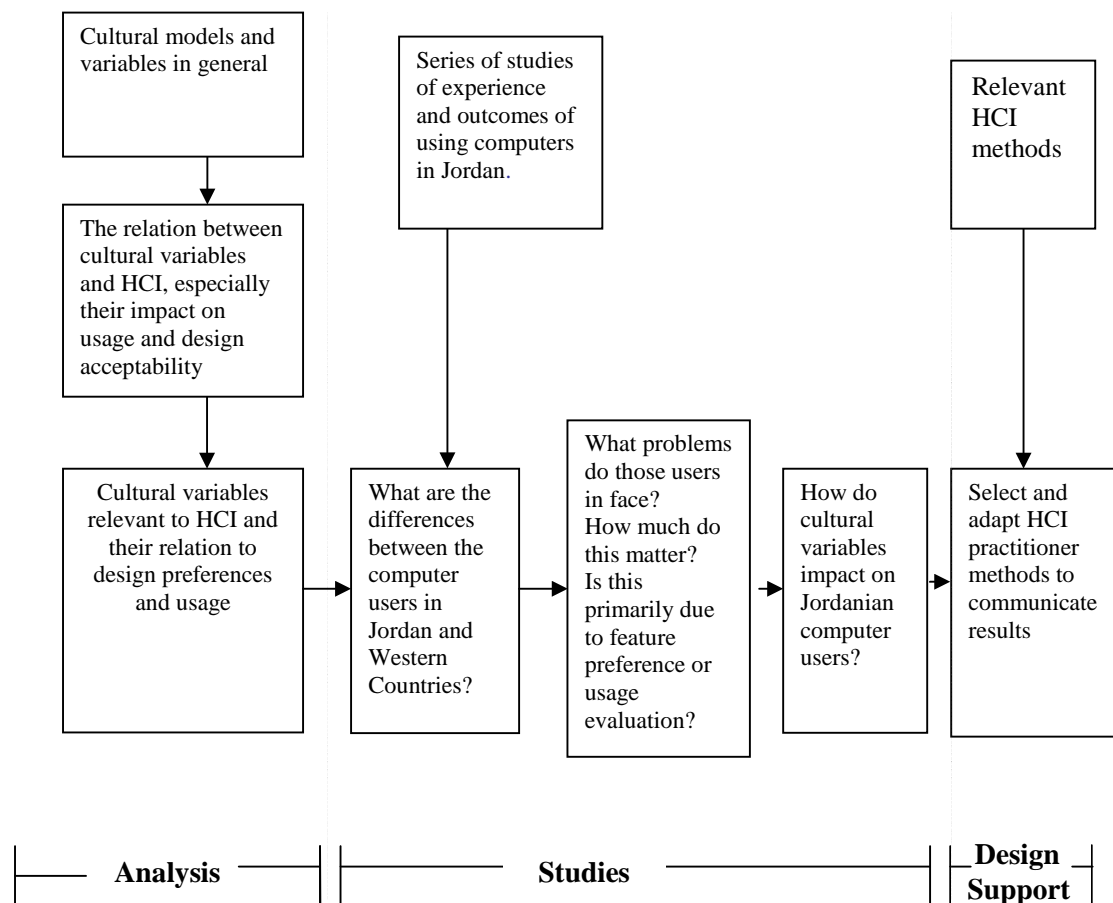 Cultural models and
variables in general
The relation between
cultural variables
and HCI, especially
their impact on
usage and design
acceptability
Cultural variables
relevant to HCI and
their relation to
design preferences
and usage
Series of studies
of experience
and outcomes of
using computers
in Jordan.
What are the
differences
between the
computer
users in
Jordan and
Western
Countries?
What problems
do those users
in face?
How much do
this matter?
Is this
primarily due
to feature
preference or
usage
evaluation?
How do
cultural
variables
impact on
Jordanian
computer
users?
Relevant
HCI
methods
Select and
adapt HCI
practitioner
methods to
communicate
results
Analysis
Studies
Design
Support